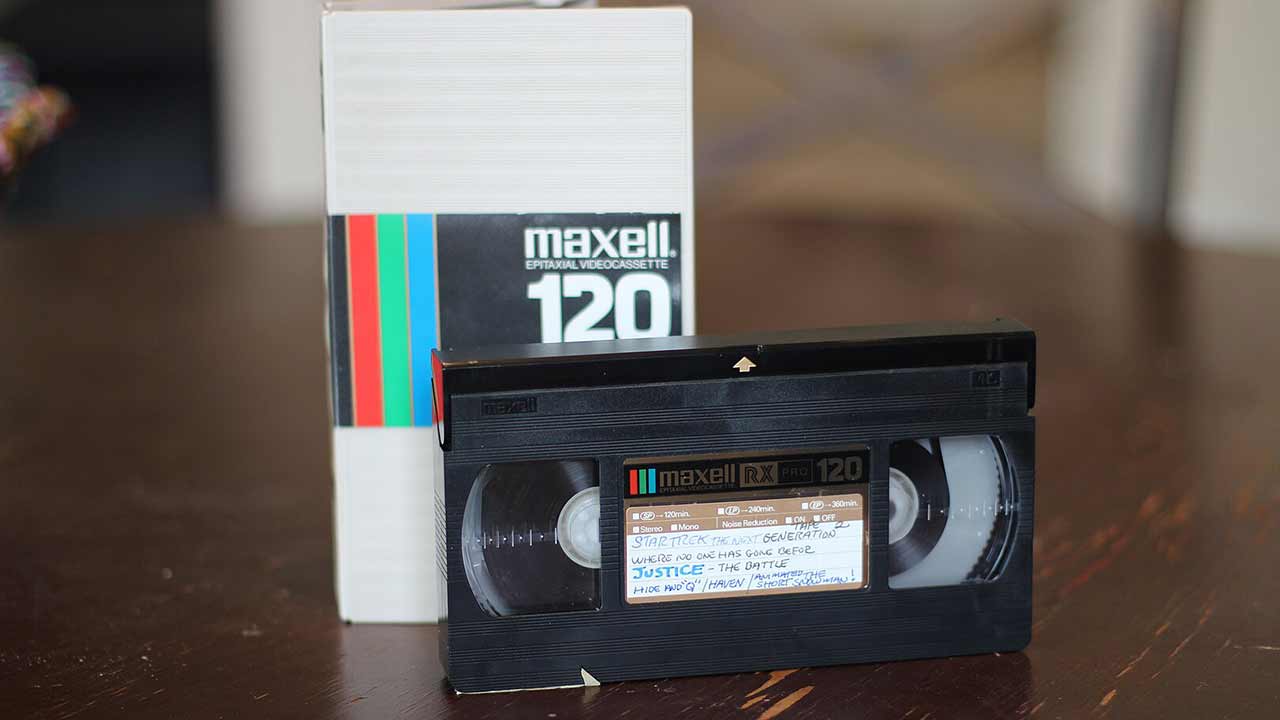 maxell®
EPITAXIAL VIDEOCASSETTE
120
maxell
maxell RX PRO 120
EPITAXIAL VIDEOCASSETTE
SP → 120min. LP → 240min. EP → 360min.
Stereo Mono Noise Reduction ON OFF
TAPE 2
STAR TREK THE NEXT GENERATION
WHERE NO ONE HAS GONE BEFOR
JUSTICE - THE BATTLE
HIDE AND "Q" / HAVEN / ANIMATED THE SHORT SNOWMAN!